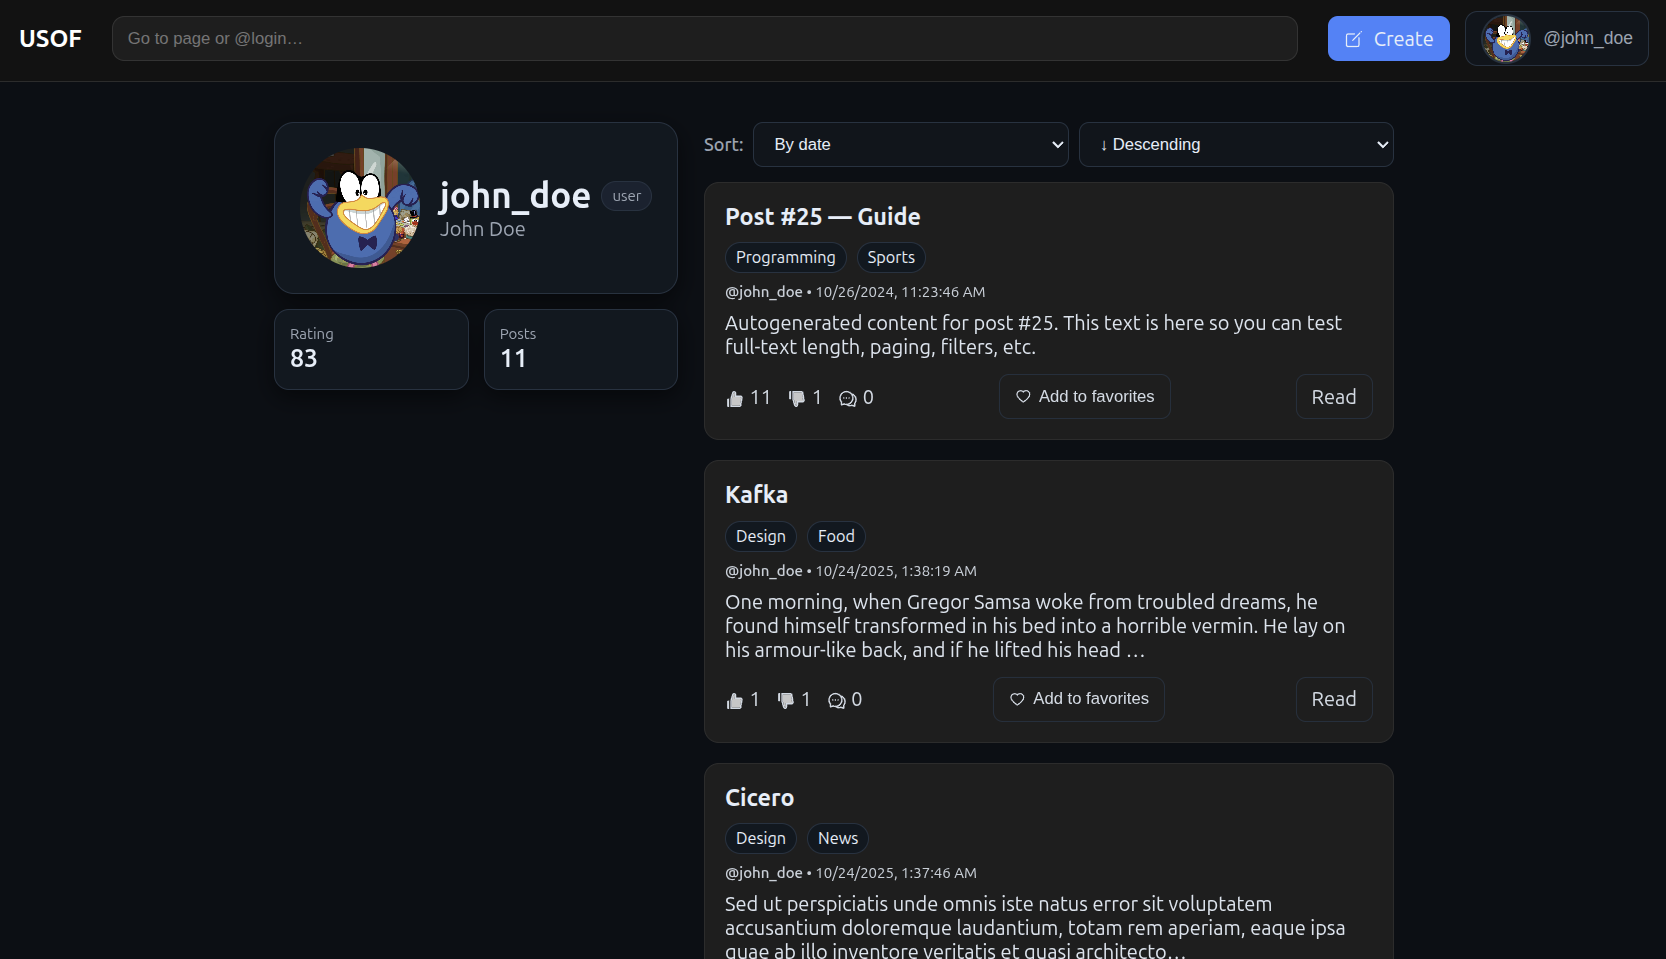 USOF
Go to page or @login…
Create
@john_doe
john_doe user
John Doe
Rating
83
Posts
11
Sort: By date ↓ Descending
Post #25 — Guide
Programming Sports
@john_doe • 10/26/2024, 11:23:46 AM
Autogenerated content for post #25. This text is here so you can test
full-text length, paging, filters, etc.
11 1 0 Add to favorites Read
Kafka
Design Food
@john_doe • 10/24/2025, 1:38:19 AM
One morning, when Gregor Samsa woke from troubled dreams, he
found himself transformed in his bed into a horrible vermin. He lay on
his armour-like back, and if he lifted his head …
1 1 0 Add to favorites Read
Cicero
Design News
@john_doe • 10/24/2025, 1:37:46 AM
Sed ut perspiciatis unde omnis iste natus error sit voluptatem
accusantium doloremque laudantium, totam rem aperiam, eaque ipsa
quae ab illo inventore veritatis et quasi architecto…